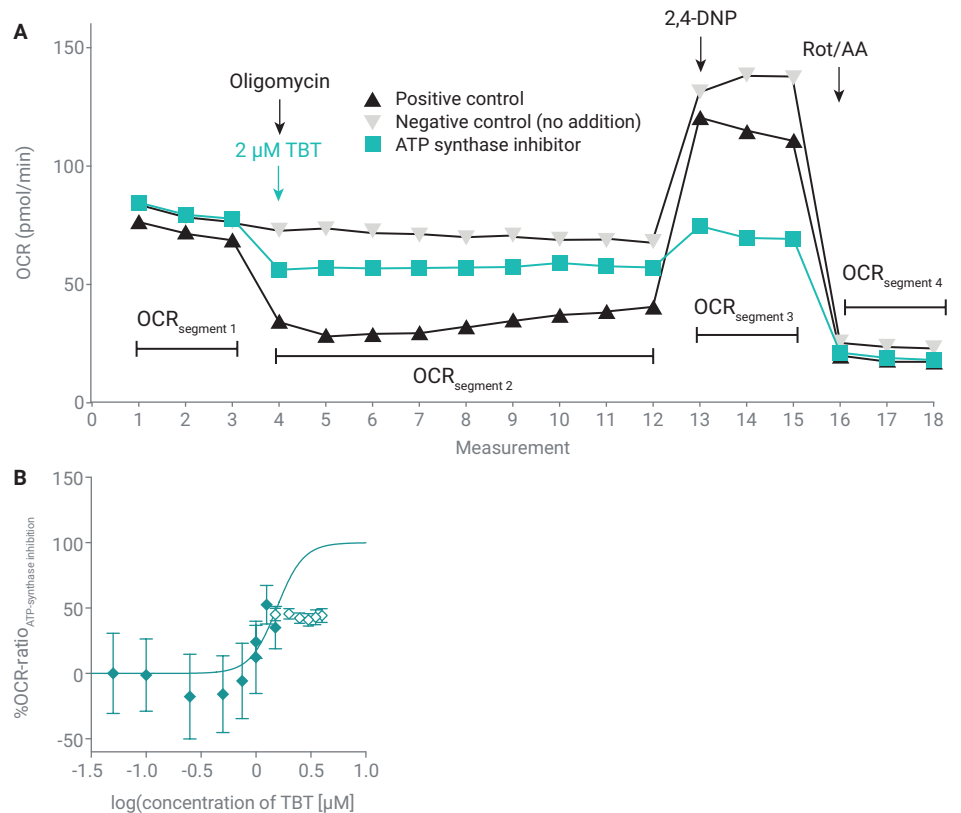 A
2,4-DNP
150
Rot/AA
Oligomycin
Positive control
Negative control (no addition)
ATP synthase inhibitor
2 μM TBT
100
OCR (pmol/min)
50
OCRsegment 1
OCRsegment 2
OCRsegment 3
OCRsegment 4
0
0 1 2 3 4 5 6 7 8 9 10 11 12 13 14 15 16 17 18
Measurement
B
150
100
50
0
-50
%OCR-ratioATP-synthase inhibition
-1.5 -1.0 -0.5 0 0.5 1.0
log(concentration of TBT [μM]